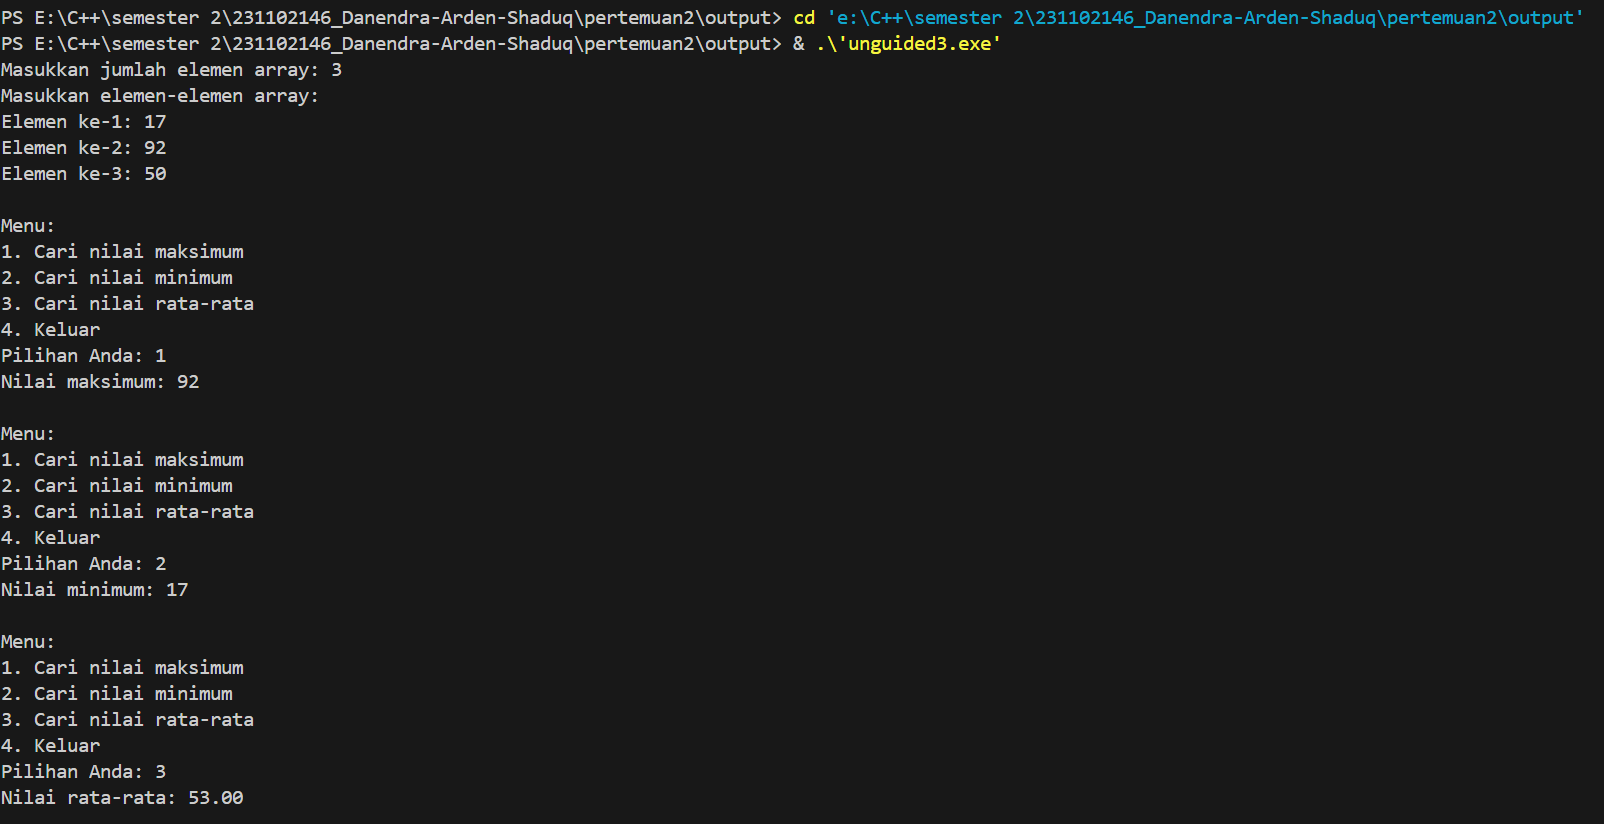 PS E:\C++\semester 2\231102146_Danendra-Arden-Shaduq\pertemuan2\output> cd 'e:\C++\semester 2\231102146_Danendra-Arden-Shaduq\pertemuan2\output'
PS E:\C++\semester 2\231102146_Danendra-Arden-Shaduq\pertemuan2\output> & .\'unguided3.exe'
Masukkan jumlah elemen array: 3
Masukkan elemen-elemen array:
Elemen ke-1: 17
Elemen ke-2: 92
Elemen ke-3: 50

Menu:
1. Cari nilai maksimum
2. Cari nilai minimum
3. Cari nilai rata-rata
4. Keluar
Pilihan Anda: 1
Nilai maksimum: 92

Menu:
1. Cari nilai maksimum
2. Cari nilai minimum
3. Cari nilai rata-rata
4. Keluar
Pilihan Anda: 2
Nilai minimum: 17

Menu:
1. Cari nilai maksimum
2. Cari nilai minimum
3. Cari nilai rata-rata
4. Keluar
Pilihan Anda: 3
Nilai rata-rata: 53.00